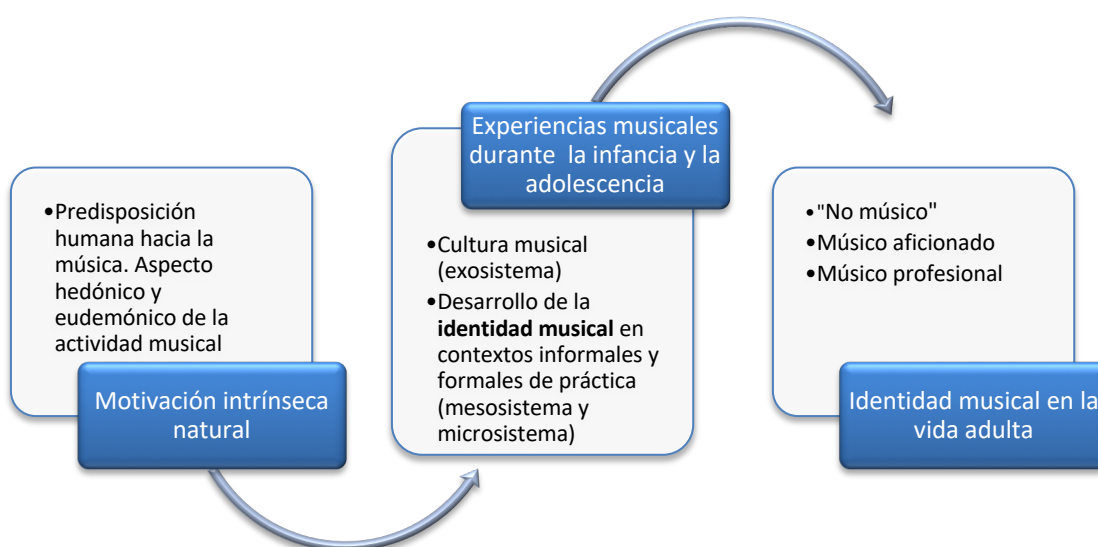 •Predisposición
humana hacia la
música. Aspecto
hedónico y
eudemónico de la
actividad musical
Motivación intrínseca
natural
Experiencias musicales
durante la infancia y la
adolescencia
•Cultura musical
(exosistema)
•Desarrollo de la
identidad musical en
contextos informales y
formales de práctica
(mesosistema y
microsistema)
•"No músico"
•Músico aficionado
•Músico profesional
Identidad musical en la
vida adulta